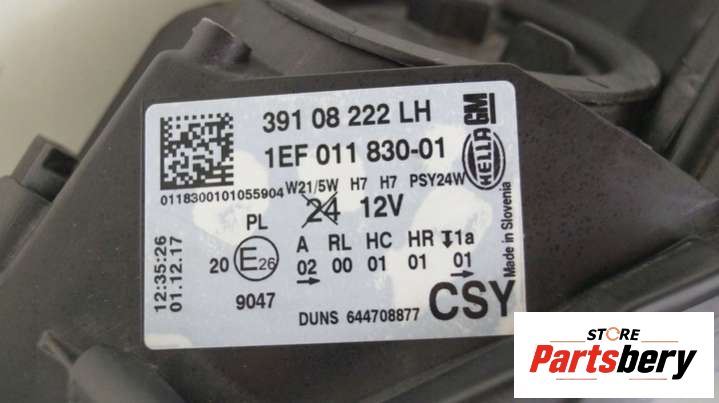 39108 222 LH
1EF 011 830-01
HELLA
GM
0118300101055904
W21/5W H7 H7 PSY24W
24 12V
PL
A RL HC HR 1a
20 E26
02 00 01 01 01
9047
12:35:26
01.12.17
DUNS 644708877
CSY
Made in Slovenia
STORE
Partsbery